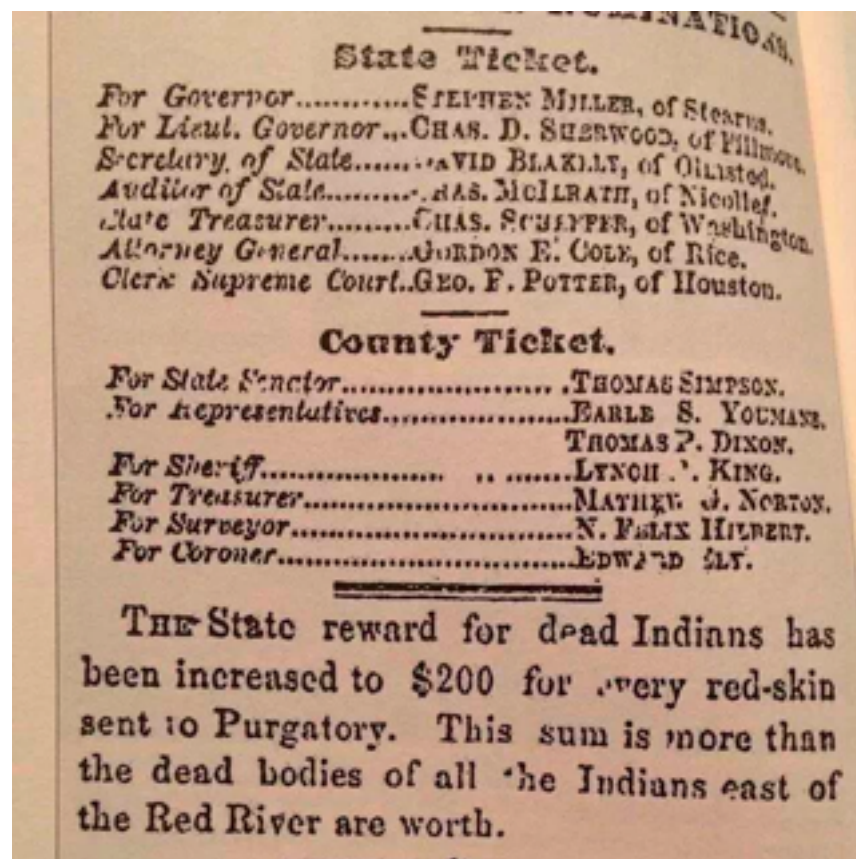 NOMINATIONS.
State Ticket.
For Governor............STEPHEN MILLER, of Stearns.
For Lieut. Governor...CHAS. D. SHERWOOD, of Fillmore.
Secretary of State.......DAVID BLAKELY, of Olmsted.
Auditor of State.........CHAS. MCILRATH, of Nicollet.
State Treasurer.........CHAS. SCHEFFER, of Washington.
Attorney General.......GORDON E. COLE, of Rice.
Clerk Supreme Court..GEO. F. POTTER, of Houston.
County Ticket.
For State Senator.......................THOMAS SIMPSON.
For Representatives....................EARLE S. YOUMANS.
THOMAS P. DIXON.
For Sheriff.................... .. .......LYNCH KING.
For Treasurer.............................MATHEW J. NORTON.
For Surveyor..............................N. FELIX HILBERT.
For Coroner................................EDWARD ELY.
THE State reward for dead Indians has
been increased to $200 for every red-skin
sent to Purgatory. This sum is more than
the dead bodies of all the Indians east of
the Red River are worth.